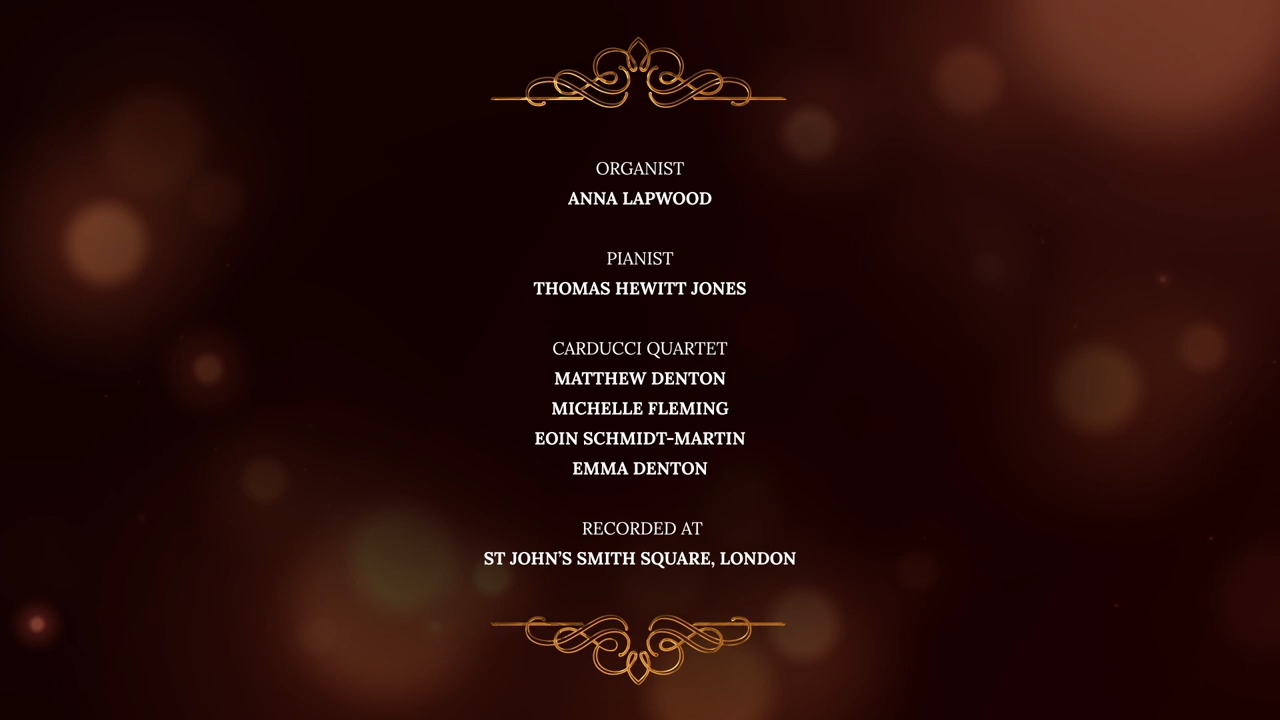 ORGANIST
ANNA LAPWOOD
PIANIST
THOMAS HEWITT JONES
CARDUCCI QUARTET
MATTHEW DENTON
MICHELLE FLEMING
EOIN SCHMIDT-MARTIN
EMMA DENTON
RECORDED AT
ST JOHN'S SMITH SQUARE, LONDON